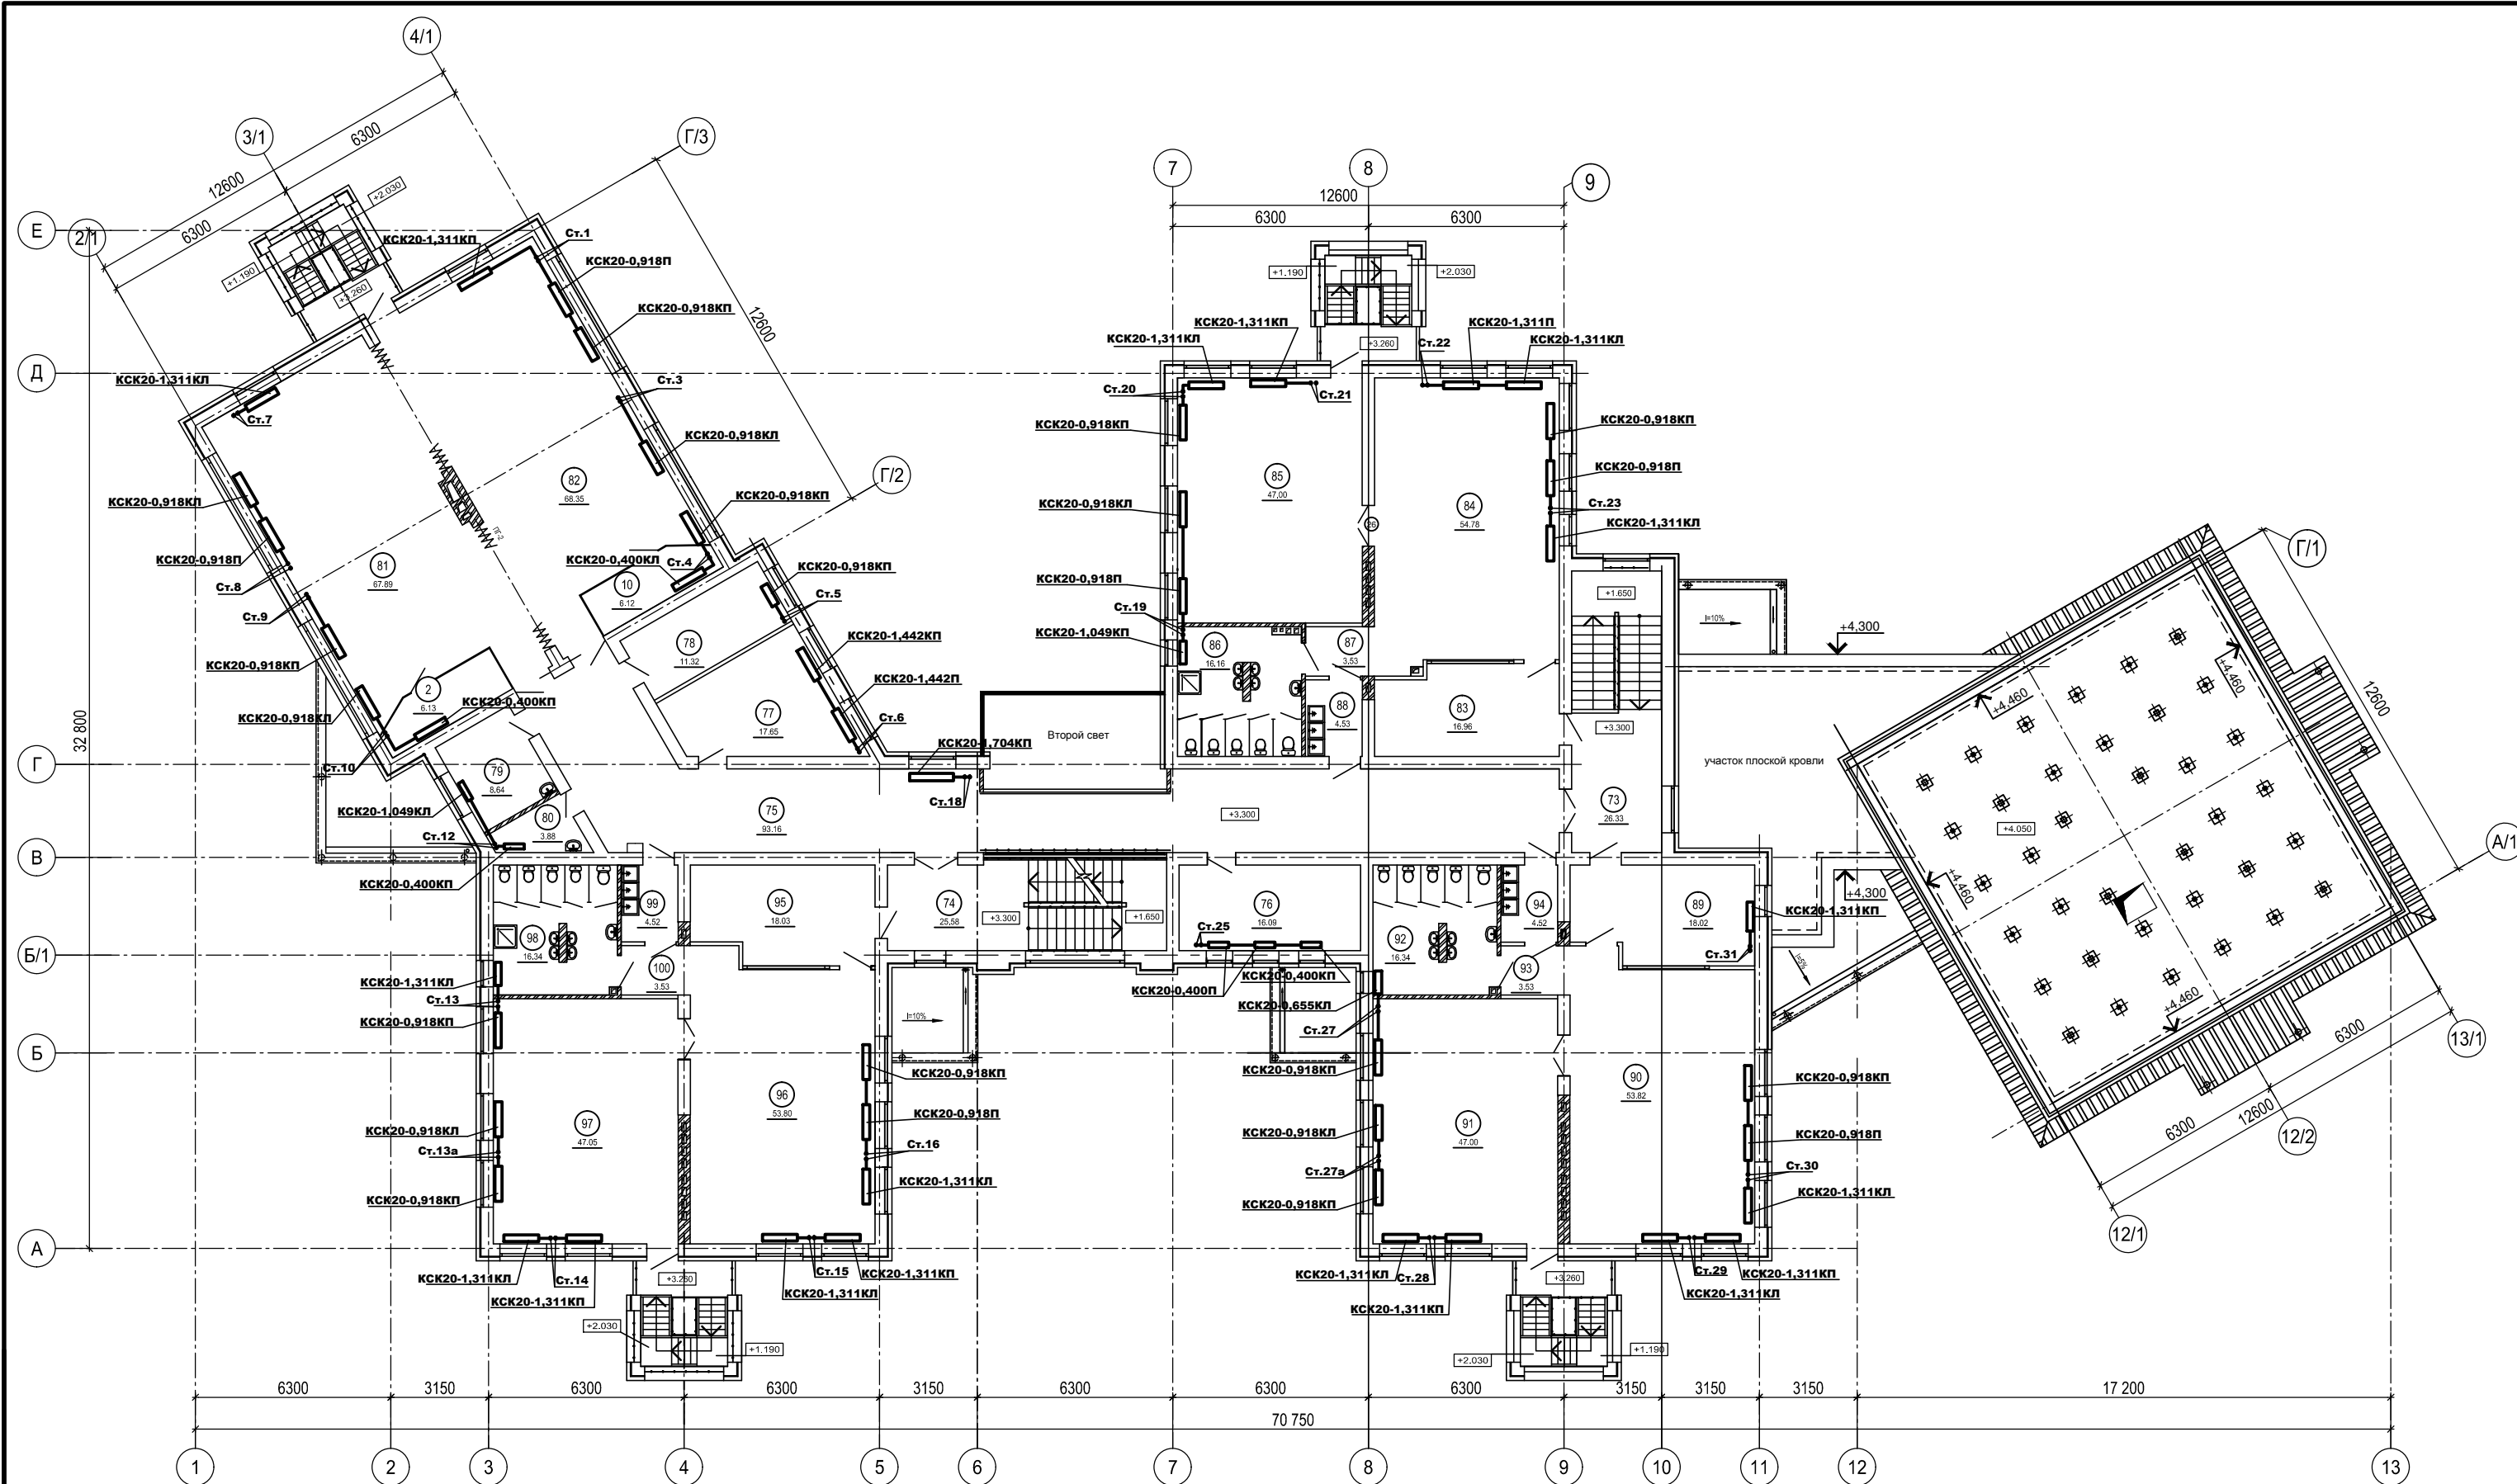 4/1
3/1
Г/3
6300
12600
6300
+2.030
+1.190
+3.260
2/1
Е
КСК20-1,311КП
Ст.1
КСК20-0,918П
КСК20-0,918КП
12600
7
8
9
12600
6300
6300
+1.190
+2.030
+3.260
КСК20-1,311КП
КСК20-1,311КЛ
КСК20-1,311П
Ст.22
КСК20-1,311КЛ
Д
КСК20-1,311КЛ
Ст.7
Ст.3
КСК20-0,918КЛ
Ст.20
Ст.21
КСК20-0,918КП
КСК20-0,918КП
Г/2
82
68.35
КСК20-0,918КП
КСК20-0,918КЛ
КСК20-0,918П
Ст.8
81
67.89
ПГ-2
КСК20-0,400КЛ
Ст.4
10
6.12
КСК20-0,918КП
Ст.5
КСК20-0,918КЛ
85
47,00
84
54.78
26
КСК20-0,918П
Ст.23
КСК20-1,311КЛ
Г/1
КСК20-0,918П
Ст.19
КСК20-1,049КП
Ст.9
КСК20-0,918КП
78
11.32
КСК20-1,442КП
КСК20-1,442П
Ст.6
86
16,16
87
3,53
+1.650
I=10%
+4,300
+4.460
+4.460
12600
КСК20-0,918КЛ
2
6.13
КСК20-0,400КП
77
17.65
КСК20-1,704КП
Второй свет
88
4.53
83
16.96
+3.300
участок плоской кровли
32 800
Г
Ст.10
79
8.64
КСК20-1,049КЛ
80
3.88
Ст.12
75
93.16
Ст.18
+3,300
73
26.33
+4.050
А/1
В
КСК20-0,400КП
99
4.52
95
18.03
74
25,58
+3.300
+1.650
76
16.09
94
4.52
89
18.02
КСК20-1,311КП
+4,300
+4.460
Б/1
98
16.34
100
3.53
Ст.25
92
16.34
93
3.53
Ст.31
I=5%
КСК20-1,311КЛ
Ст.13
КСК20-0,918КП
I=10%
КСК20-0,400КП
КСК20-0,400П
КСК20-0,655КЛ
Ст.27
+4.460
6300
13/1
Б
КСК20-0,918КП
КСК20-0,918КП
КСК20-0,918КП
97
47.05
96
53.80
КСК20-0,918П
91
47.00
90
53.82
КСК20-0,918П
КСК20-0,918КЛ
Ст.13а
КСК20-0,918КП
Ст.16
КСК20-1,311КЛ
КСК20-0,918КЛ
Ст.27а
КСК20-0,918КП
Ст.30
КСК20-1,311КЛ
6300
12600
12/2
12/1
А
КСК20-1,311КЛ
Ст.14
КСК20-1,311КП
+3.260
Ст.15
КСК20-1,311КП
КСК20-1,311КЛ
КСК20-1,311КЛ
Ст.28
КСК20-1,311КП
+3.260
Ст.29
КСК20-1,311КП
КСК20-1,311КЛ
+2.030
+1.190
+2.030
+1.190
6300
3150
6300
6300
3150
6300
6300
6300
3150
3150
3150
17 200
70 750
1
2
3
4
5
6
7
8
9
10
11
12
13